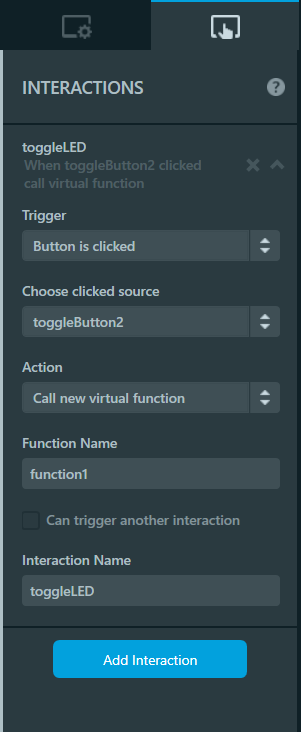 INTERACTIONS
?
toggleLED
When toggleButton2 clicked
call virtual function
Trigger
Button is clicked
Choose clicked source
toggleButton2
Action
Call new virtual function
Function Name
function1
Can trigger another interaction
Interaction Name
toggleLED
Add Interaction